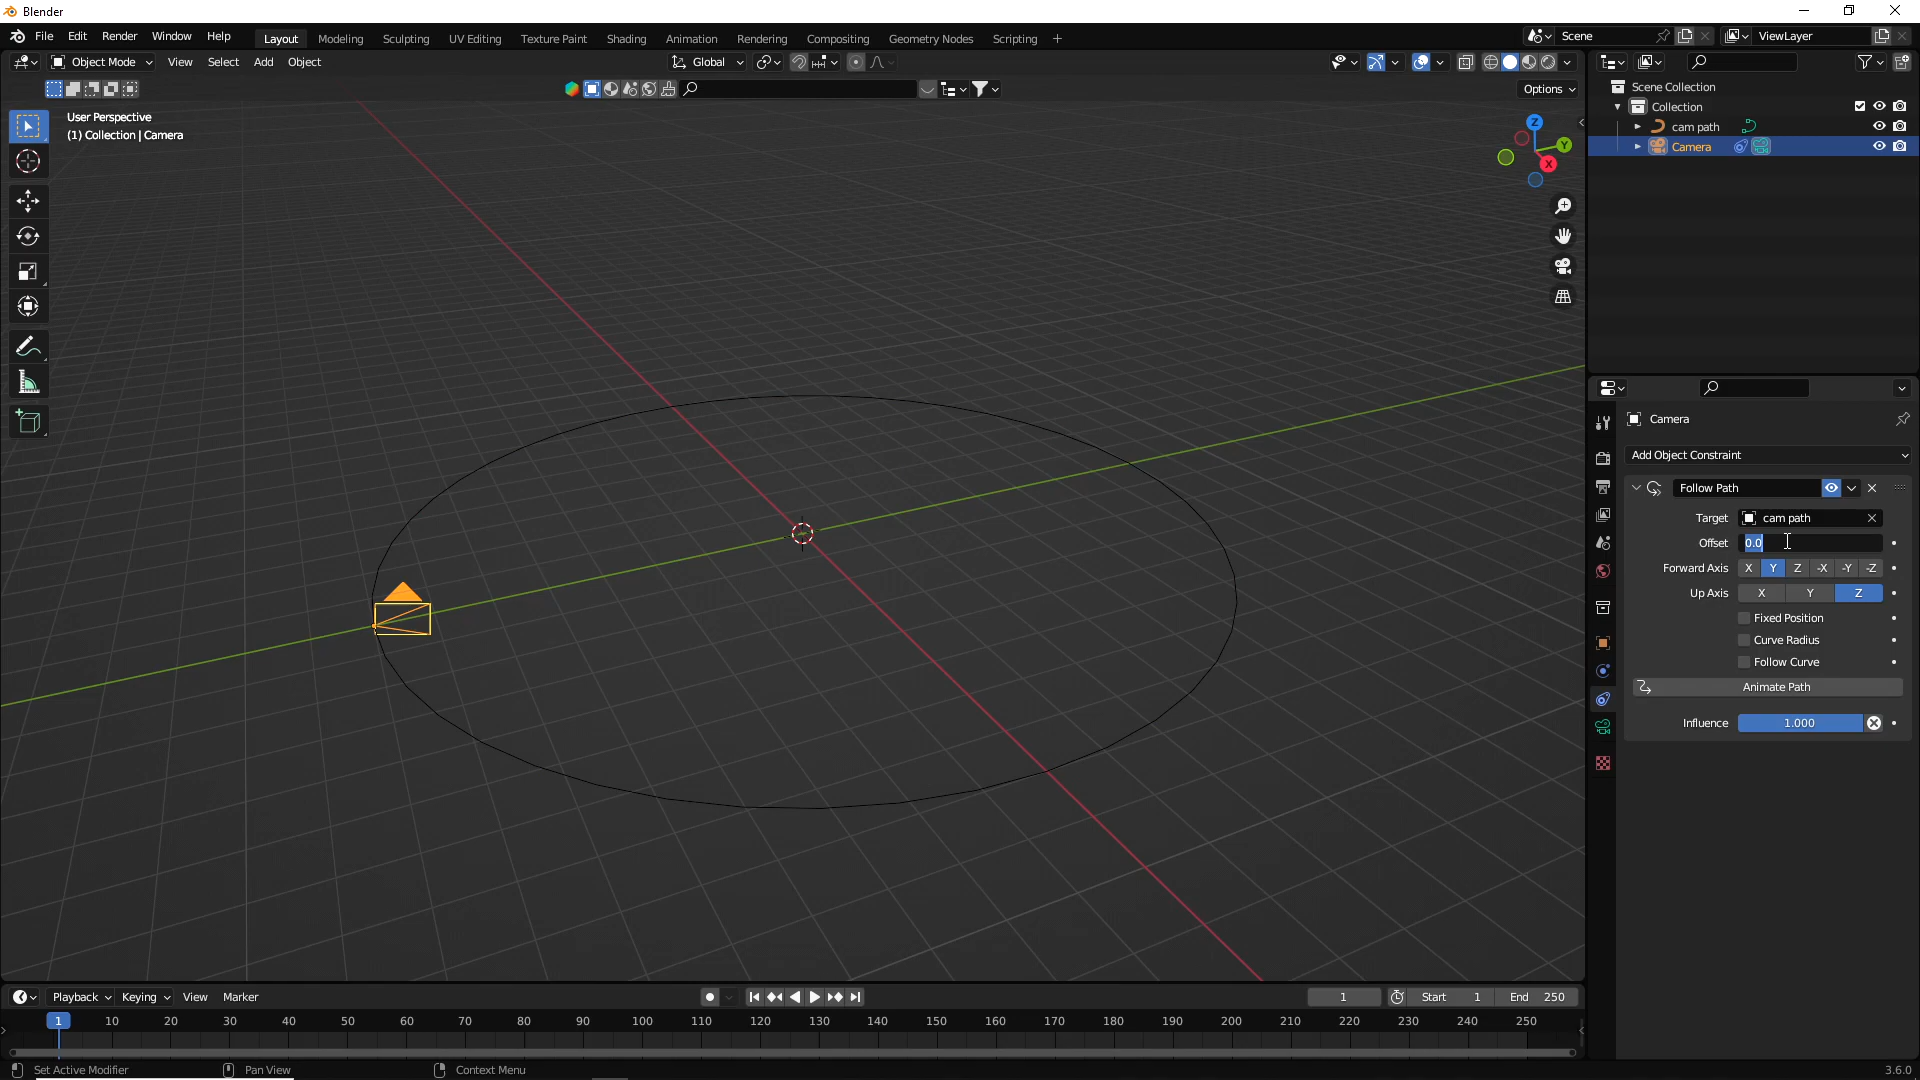 Blender
File Edit Render Window Help Layout Modeling Sculpting UV Editing Texture Paint Shading Animation Rendering Compositing Geometry Nodes Scripting Scene ViewLayer
Object Mode View Select Add Object Global
Options
User Perspective
(1) Collection | Camera
Z
Y
X
Scene Collection
Collection
cam path
Camera
Camera
Add Object Constraint
Follow Path
Target cam path
Offset 0.0
Forward Axis X Y Z -X -Y -Z
Up Axis X Y Z
Fixed Position
Curve Radius
Follow Curve
Animate Path
Influence 1.000
Playback Keying View Marker 1 Start 1 End 250
1 10 20 30 40 50 60 70 80 90 100 110 120 130 140 150 160 170 180 190 200 210 220 230 240 250
Set Active Modifier Pan View Context Menu 3.6.0